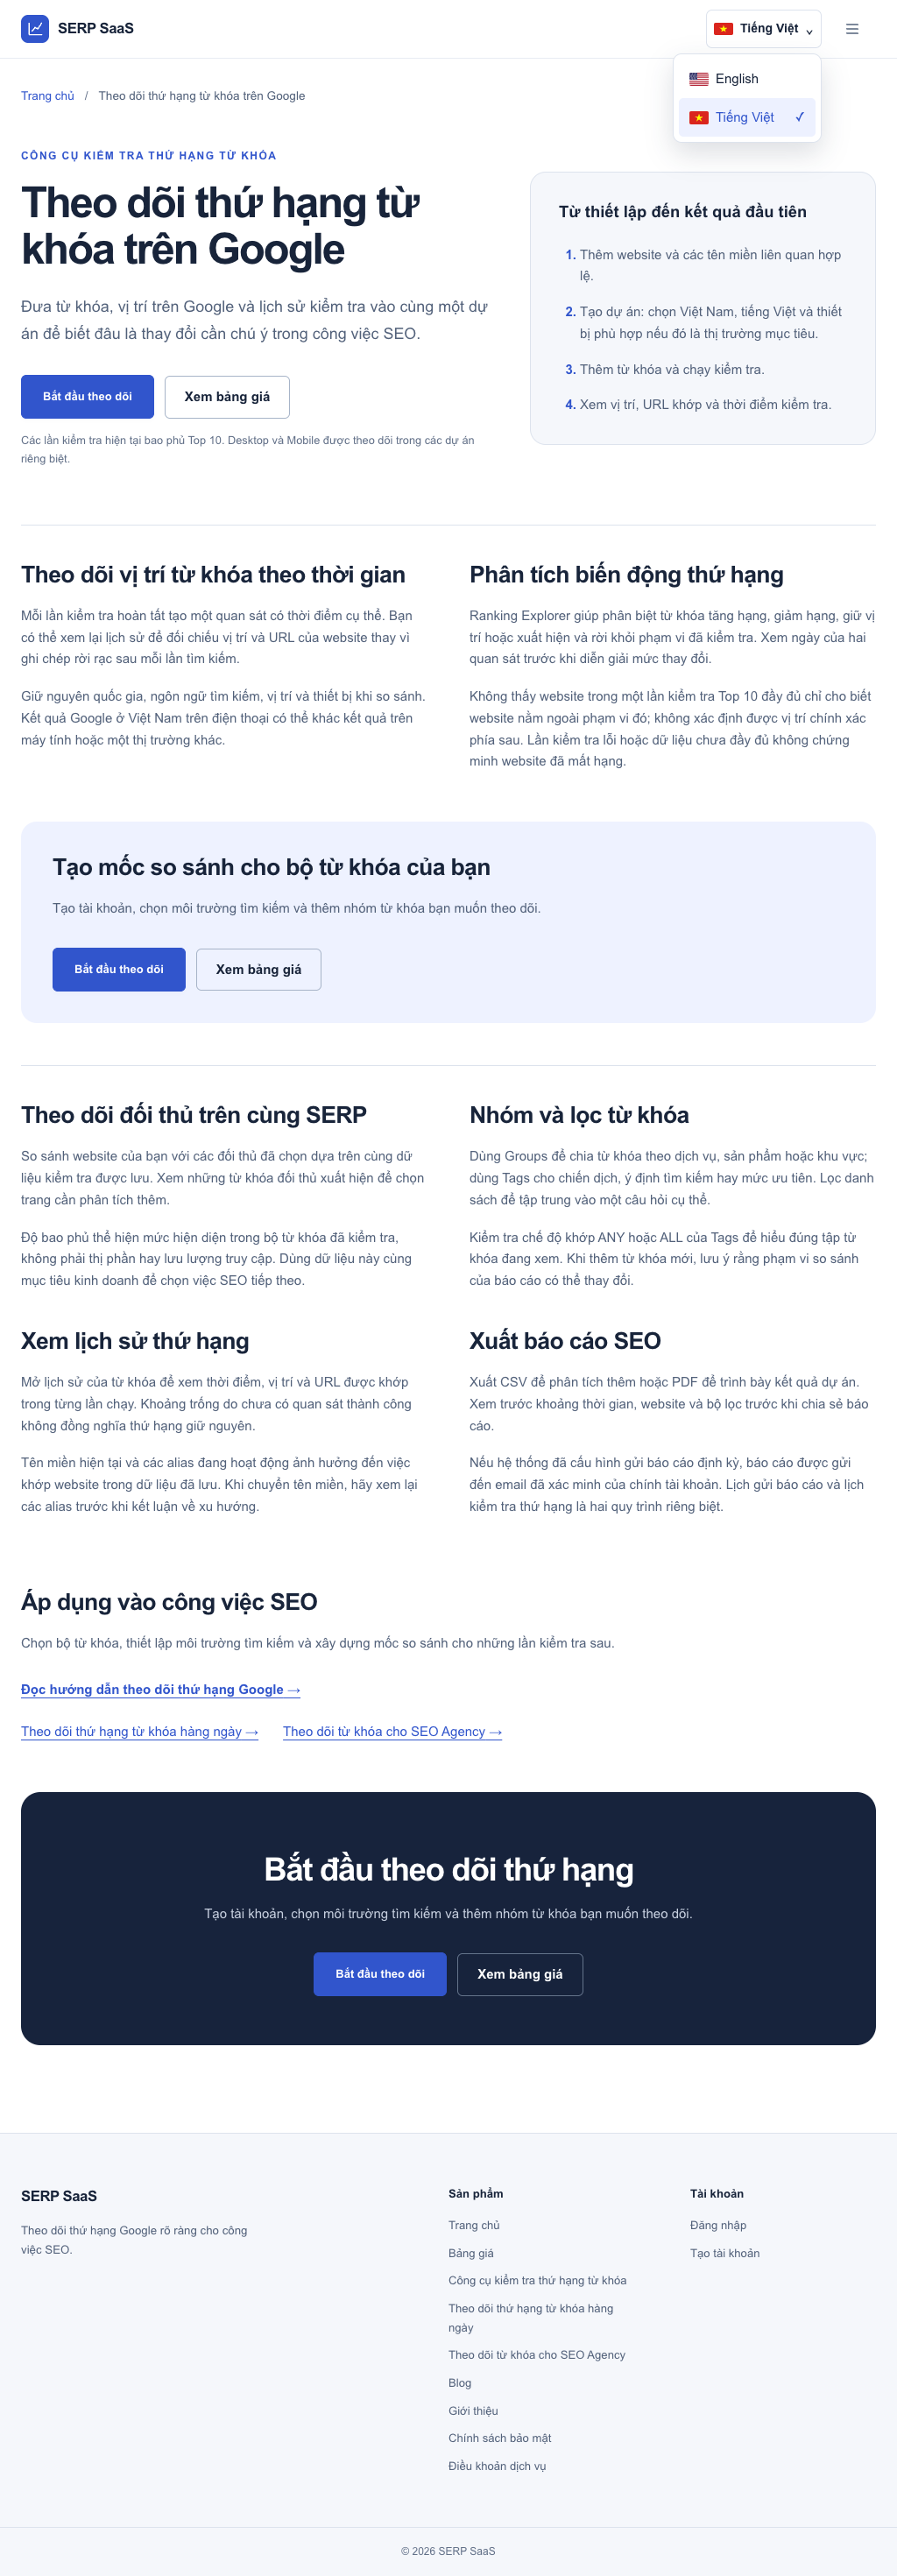 SERP SaaS
Tiếng Việt
English
Tiếng Việt
Trang chủ / Theo dõi thứ hạng từ khóa trên Google
CÔNG CỤ KIỂM TRA THỨ HẠNG TỪ KHÓA
Theo dõi thứ hạng từ
khóa trên Google
Đưa từ khóa, vị trí trên Google và lịch sử kiểm tra vào cùng một dự
án để biết đâu là thay đổi cần chú ý trong công việc SEO.
Bắt đầu theo dõi
Xem bảng giá
Các lần kiểm tra hiện tại bao phủ Top 10. Desktop và Mobile được theo dõi trong các dự án
riêng biệt.
Từ thiết lập đến kết quả đầu tiên
1. Thêm website và các tên miền liên quan hợp
lệ.
2. Tạo dự án: chọn Việt Nam, tiếng Việt và thiết
bị phù hợp nếu đó là thị trường mục tiêu.
3. Thêm từ khóa và chạy kiểm tra.
4. Xem vị trí, URL khớp và thời điểm kiểm tra.
Theo dõi vị trí từ khóa theo thời gian
Mỗi lần kiểm tra hoàn tất tạo một quan sát có thời điểm cụ thể. Bạn
có thể xem lại lịch sử để đối chiếu vị trí và URL của website thay vì
ghi chép rời rạc sau mỗi lần tìm kiếm.
Giữ nguyên quốc gia, ngôn ngữ tìm kiếm, vị trí và thiết bị khi so sánh.
Kết quả Google ở Việt Nam trên điện thoại có thể khác kết quả trên
máy tính hoặc một thị trường khác.
Phân tích biến động thứ hạng
Ranking Explorer giúp phân biệt từ khóa tăng hạng, giảm hạng, giữ vị
trí hoặc xuất hiện và rời khỏi phạm vi đã kiểm tra. Xem ngày của hai
quan sát trước khi diễn giải mức thay đổi.
Không thấy website trong một lần kiểm tra Top 10 đầy đủ chỉ cho biết
website nằm ngoài phạm vi đó; không xác định được vị trí chính xác
phía sau. Lần kiểm tra lỗi hoặc dữ liệu chưa đầy đủ không chứng
minh website đã mất hạng.
Tạo mốc so sánh cho bộ từ khóa của bạn
Tạo tài khoản, chọn môi trường tìm kiếm và thêm nhóm từ khóa bạn muốn theo dõi.
Bắt đầu theo dõi
Xem bảng giá
Theo dõi đối thủ trên cùng SERP
So sánh website của bạn với các đối thủ đã chọn dựa trên cùng dữ
liệu kiểm tra được lưu. Xem những từ khóa đối thủ xuất hiện để chọn
trang cần phân tích thêm.
Độ bao phủ thể hiện mức hiện diện trong bộ từ khóa đã kiểm tra,
không phải thị phần hay lưu lượng truy cập. Dùng dữ liệu này cùng
mục tiêu kinh doanh để chọn việc SEO tiếp theo.
Nhóm và lọc từ khóa
Dùng Groups để chia từ khóa theo dịch vụ, sản phẩm hoặc khu vực;
dùng Tags cho chiến dịch, ý định tìm kiếm hay mức ưu tiên. Lọc danh
sách để tập trung vào một câu hỏi cụ thể.
Kiểm tra chế độ khớp ANY hoặc ALL của Tags để hiểu đúng tập từ
khóa đang xem. Khi thêm từ khóa mới, lưu ý rằng phạm vi so sánh
của báo cáo có thể thay đổi.
Xem lịch sử thứ hạng
Mở lịch sử của từ khóa để xem thời điểm, vị trí và URL được khớp
trong từng lần chạy. Khoảng trống do chưa có quan sát thành công
không đồng nghĩa thứ hạng giữ nguyên.
Tên miền hiện tại và các alias đang hoạt động ảnh hưởng đến việc
khớp website trong dữ liệu đã lưu. Khi chuyển tên miền, hãy xem lại
các alias trước khi kết luận về xu hướng.
Xuất báo cáo SEO
Xuất CSV để phân tích thêm hoặc PDF để trình bày kết quả dự án.
Xem trước khoảng thời gian, website và bộ lọc trước khi chia sẻ báo
cáo.
Nếu hệ thống đã cấu hình gửi báo cáo định kỳ, báo cáo được gửi
đến email đã xác minh của chính tài khoản. Lịch gửi báo cáo và lịch
kiểm tra thứ hạng là hai quy trình riêng biệt.
Áp dụng vào công việc SEO
Chọn bộ từ khóa, thiết lập môi trường tìm kiếm và xây dựng mốc so sánh cho những lần kiểm tra sau.
Đọc hướng dẫn theo dõi thứ hạng Google →
Theo dõi thứ hạng từ khóa hàng ngày →
Theo dõi từ khóa cho SEO Agency →
Bắt đầu theo dõi thứ hạng
Tạo tài khoản, chọn môi trường tìm kiếm và thêm nhóm từ khóa bạn muốn theo dõi.
Bắt đầu theo dõi
Xem bảng giá
SERP SaaS
Theo dõi thứ hạng Google rõ ràng cho công
việc SEO.
Sản phẩm
Trang chủ
Bảng giá
Công cụ kiểm tra thứ hạng từ khóa
Theo dõi thứ hạng từ khóa hàng
ngày
Theo dõi từ khóa cho SEO Agency
Blog
Giới thiệu
Chính sách bảo mật
Điều khoản dịch vụ
Tài khoản
Đăng nhập
Tạo tài khoản
© 2026 SERP SaaS